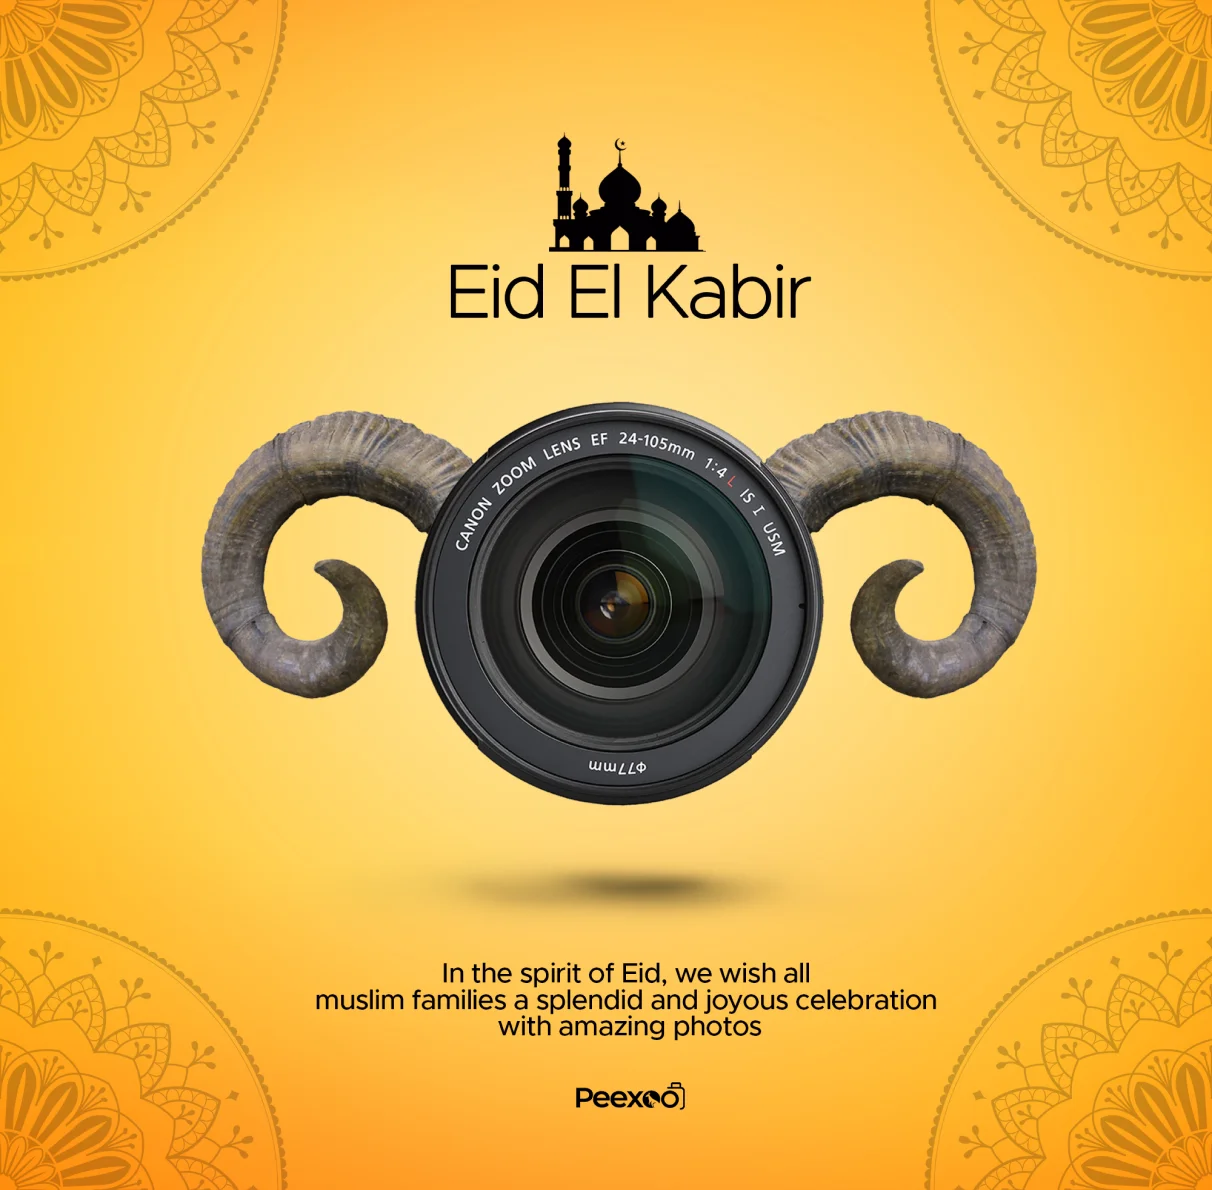 Eid El Kabir
CANON ZOOM LENS EF 24-105mm 1:4 L IS I USM
Φ77mm
In the spirit of Eid, we wish all
muslim families a splendid and joyous celebration
with amazing photos
Peexoo